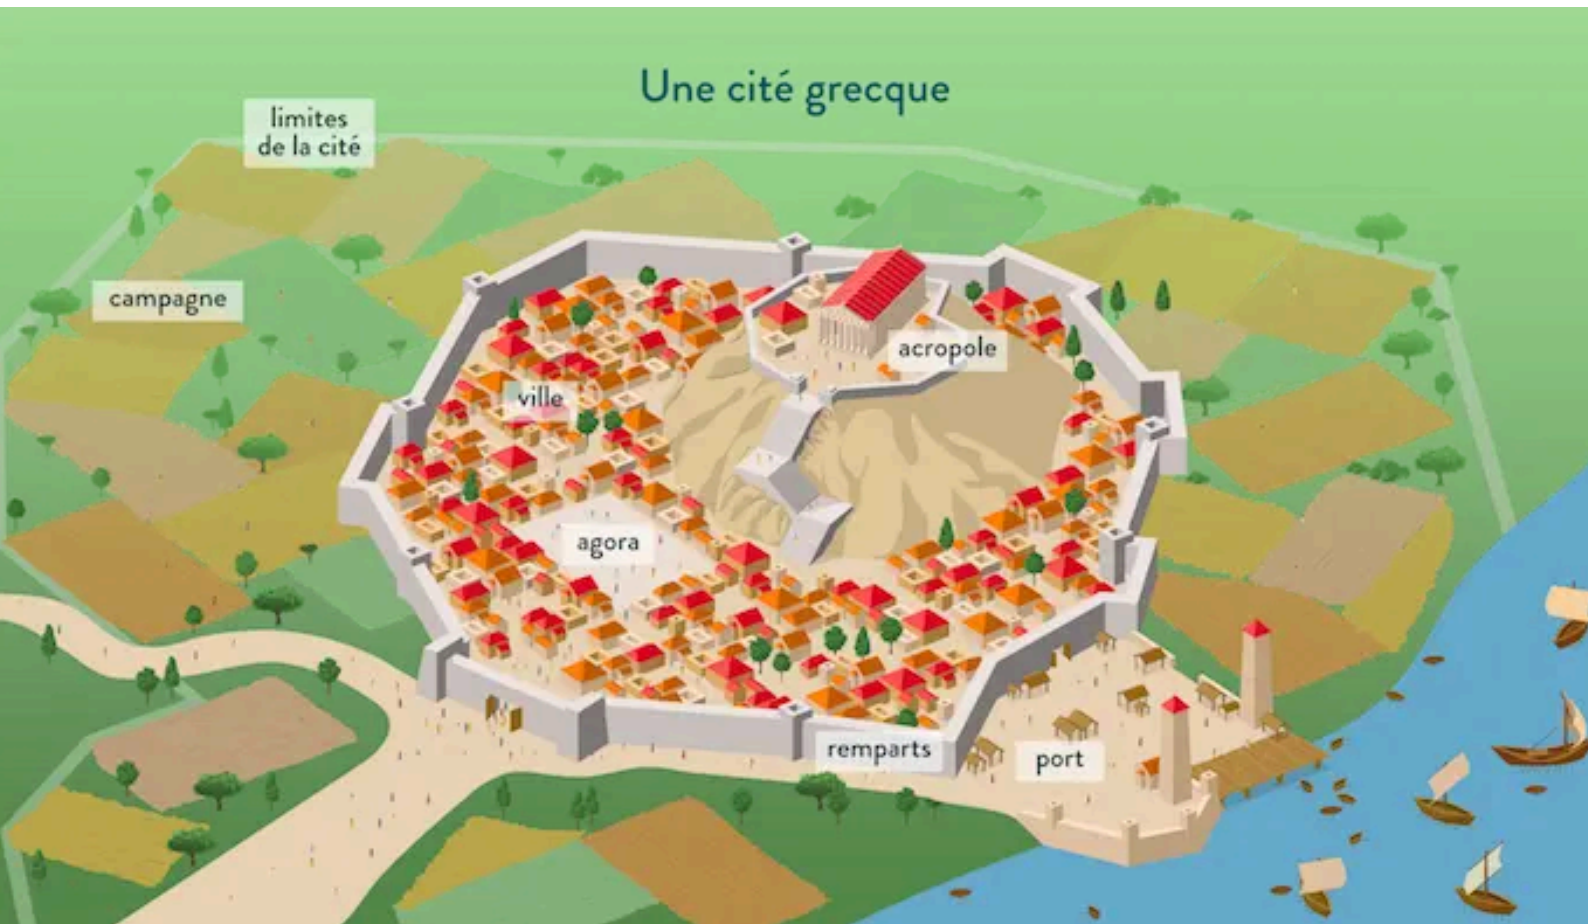 Une cité grecque
limites
de la cité
campagne
acropole
ville
agora
remparts
port